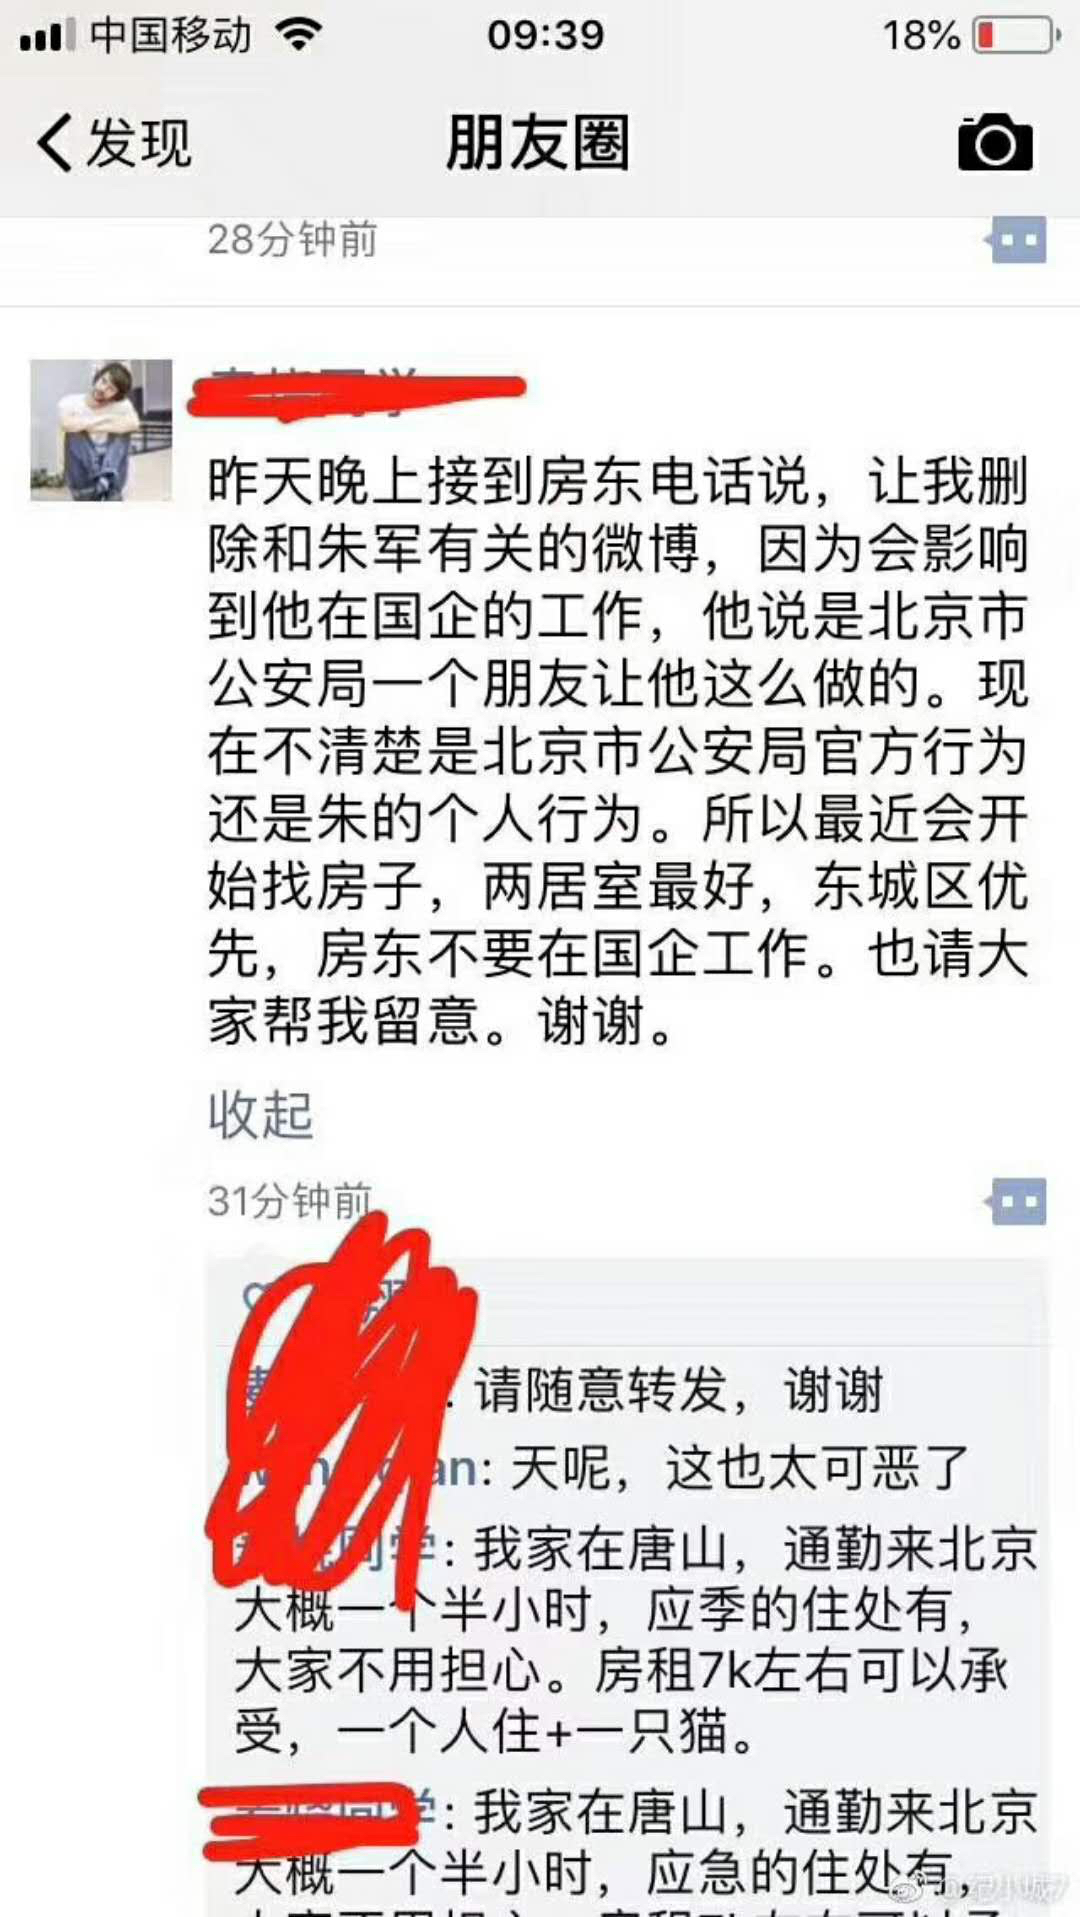 中国移动 09:39 18%
发现 朋友圈
28分钟前
昨天晚上接到房东电话说，让我删
除和朱军有关的微博，因为会影响
到他在国企的工作，他说是北京市
公安局一个朋友让他这么做的。现
在不清楚是北京市公安局官方行为
还是朱的个人行为。所以最近会开
始找房子，两居室最好，东城区优
先，房东不要在国企工作。也请大
家帮我留意。谢谢。
收起
31分钟前
: 请随意转发，谢谢
an: 天呢，这也太可恶了
同学: 我家在唐山，通勤来北京
大概一个半小时，应季的住处有，
大家不用担心。房租7k左右可以承
受，一个人住+一只猫。
同学: 我家在唐山，通勤来北京
大概一个半小时，应急的住处有，